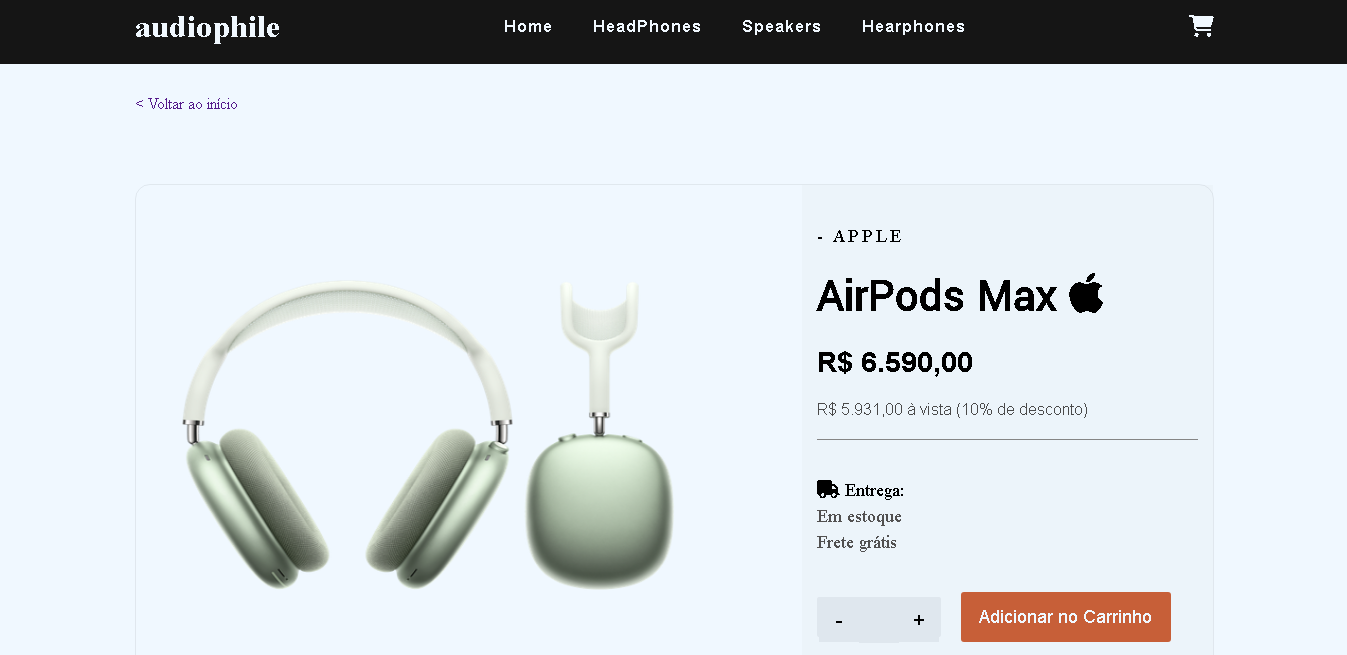 audiophile
Home HeadPhones Speakers Hearphones
< Voltar ao início
- APPLE
AirPods Max
R$ 6.590,00
R$ 5.931,00 à vista (10% de desconto)
Entrega:
Em estoque
Frete grátis
- + Adicionar no Carrinho